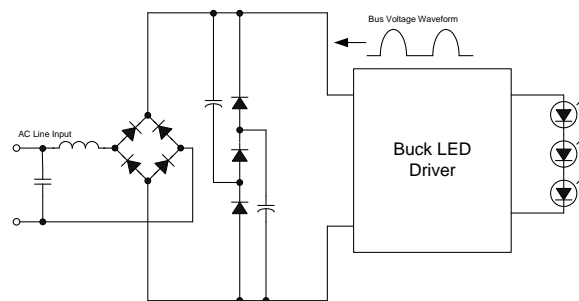 Bus Voltage Waveform
AC Line Input
Buck LED
Driver